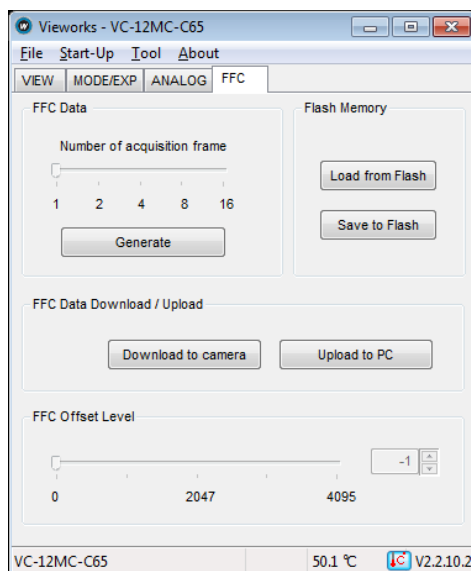 Vieworks - VC-12MC-C65
File Start-Up Tool About
VIEW MODE/EXP ANALOG FFC
FFC Data
Number of acquisition frame
1 2 4 8 16
Generate
Flash Memory
Load from Flash
Save to Flash
FFC Data Download / Upload
Download to camera Upload to PC
FFC Offset Level
-1
0 2047 4095
VC-12MC-C65 50.1 ℃ C V2.2.10.2